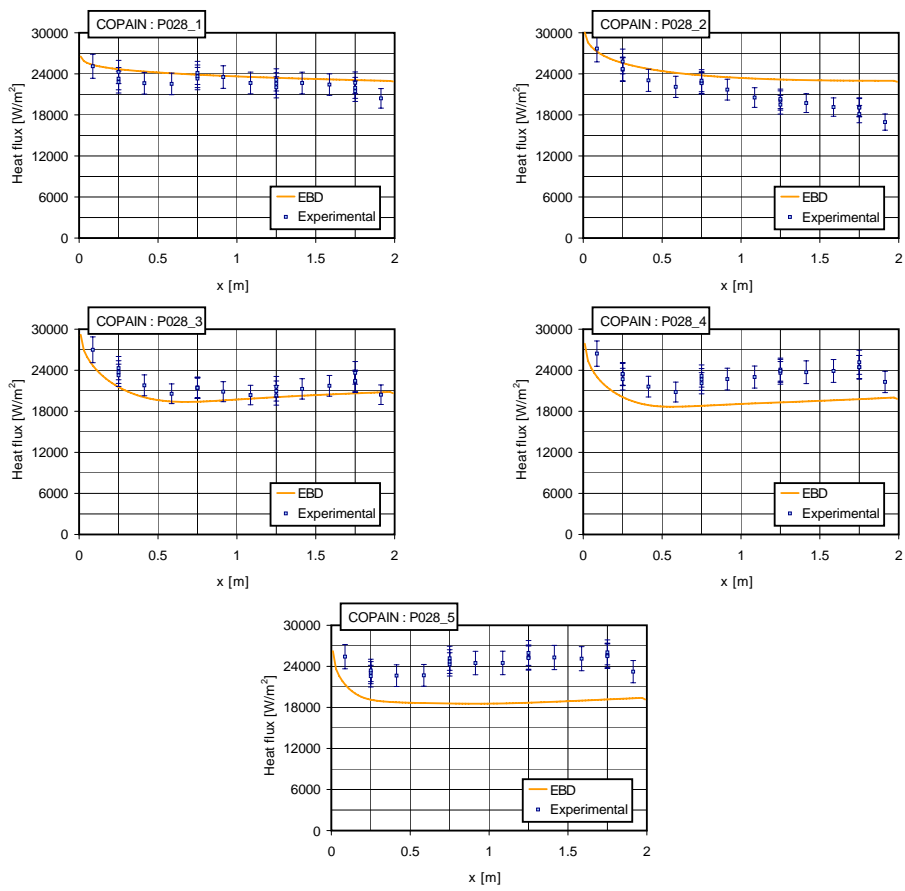 COPAIN : P028_1
30000
24000
18000
12000
6000
0
Heat flux [W/m²]
EBD
Experimental
0 0.5 1 1.5 2
x [m]
COPAIN : P028_2
30000
24000
18000
12000
6000
0
Heat flux [W/m²]
EBD
Experimental
0 0.5 1 1.5 2
x [m]
COPAIN : P028_3
30000
24000
18000
12000
6000
0
Heat flux [W/m²]
EBD
Experimental
0 0.5 1 1.5 2
x [m]
COPAIN : P028_4
30000
24000
18000
12000
6000
0
Heat flux [W/m²]
EBD
Experimental
0 0.5 1 1.5 2
x [m]
COPAIN : P028_5
30000
24000
18000
12000
6000
0
Heat flux [W/m²]
EBD
Experimental
0 0.5 1 1.5 2
x [m]